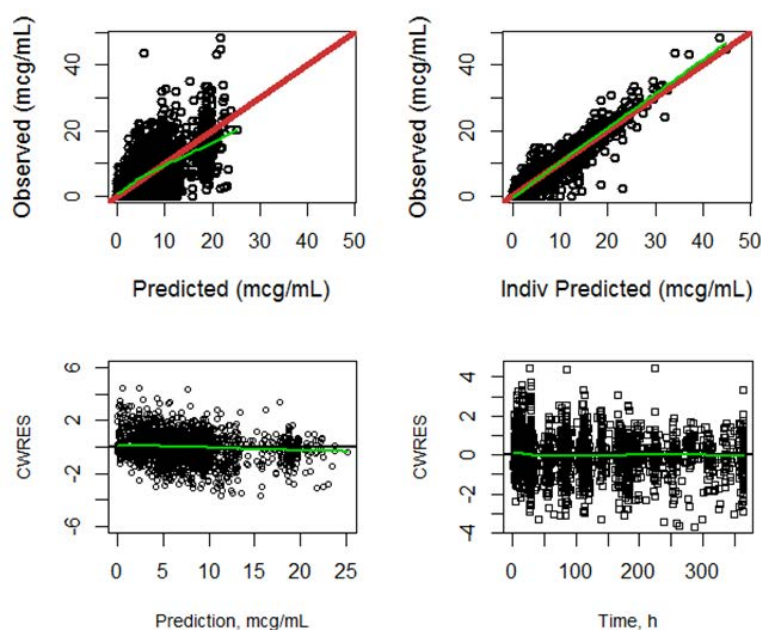 Observed (mcg/mL)
40
20
0
0 10 20 30 40 50
Predicted (mcg/mL)
Observed (mcg/mL)
40
20
0
0 10 20 30 40 50
Indiv Predicted (mcg/mL)
CWRES
6
2
-2
-6
0 5 10 15 20 25
Prediction, mcg/mL
CWRES
4
2
0
-2
-4
0 100 200 300
Time, h